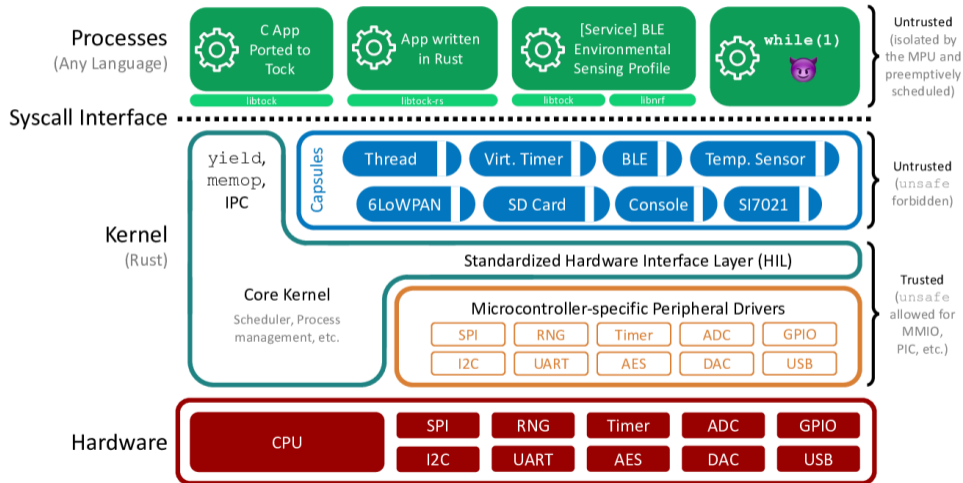 Processes
(Any Language)
C App
Ported to
Tock
libtock
App written
in Rust
libtock-rs
[Service] BLE
Environmental
Sensing Profile
libtock
libnrf
while(1)
Untrusted
(isolated by
the MPU and
preemptively
scheduled)
Syscall Interface
Kernel
(Rust)
yield,
memop,
IPC
Capsules
Thread
Virt. Timer
BLE
Temp. Sensor
6LoWPAN
SD Card
Console
SI7021
Untrusted
(unsafe
forbidden)
Standardized Hardware Interface Layer (HIL)
Core Kernel
Scheduler, Process
management, etc.
Microcontroller-specific Peripheral Drivers
SPI
RNG
Timer
ADC
GPIO
I2C
UART
AES
DAC
USB
Trusted
(unsafe
allowed for
MMIO,
PIC, etc.)
Hardware
CPU
SPI
RNG
Timer
ADC
GPIO
I2C
UART
AES
DAC
USB